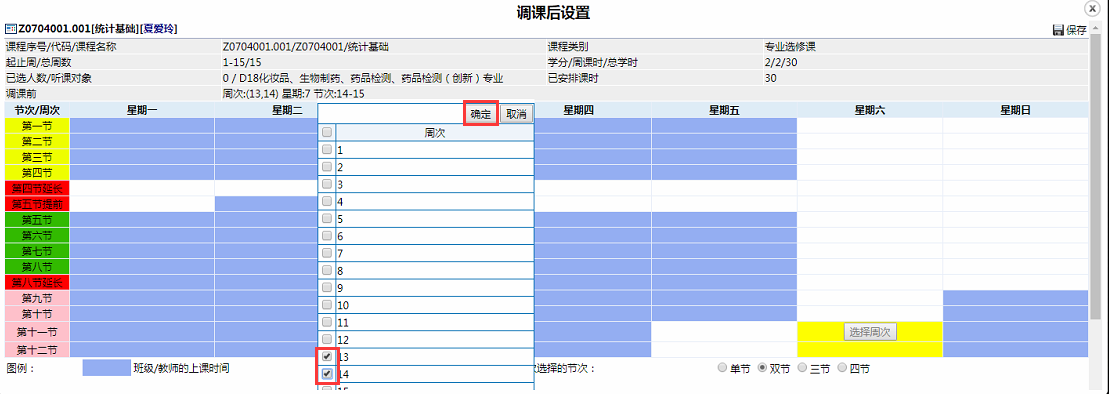 调课后设置
Z0704001.001[统计基础][夏爱玲]
保存
课程序号/代码/课程名称 Z0704001.001/Z0704001/统计基础 课程类别 专业选修课
起止周/总周数 1-15/15 学分/周课时/总学时 2/2/30
已选人数/听课对象 0 / D18化妆品、生物制药、药品检测、药品检测（创新）专业 已安排课时 30
调课前 周次:(13,14) 星期:7 节次:14-15
节次/周次 星期一 星期二 星期四 星期五 星期六 星期日
确定 取消
周次
1
2
3
4
5
6
7
8
9
10
11
12
13
14
第一节
第二节
第三节
第四节
第四节延长
第五节提前
第五节
第六节
第七节
第八节
第八节延长
第九节
第十节
第十一节
第十二节
选择周次
图例： 班级/教师的上课时间 选择的节次： 单节 双节 三节 四节